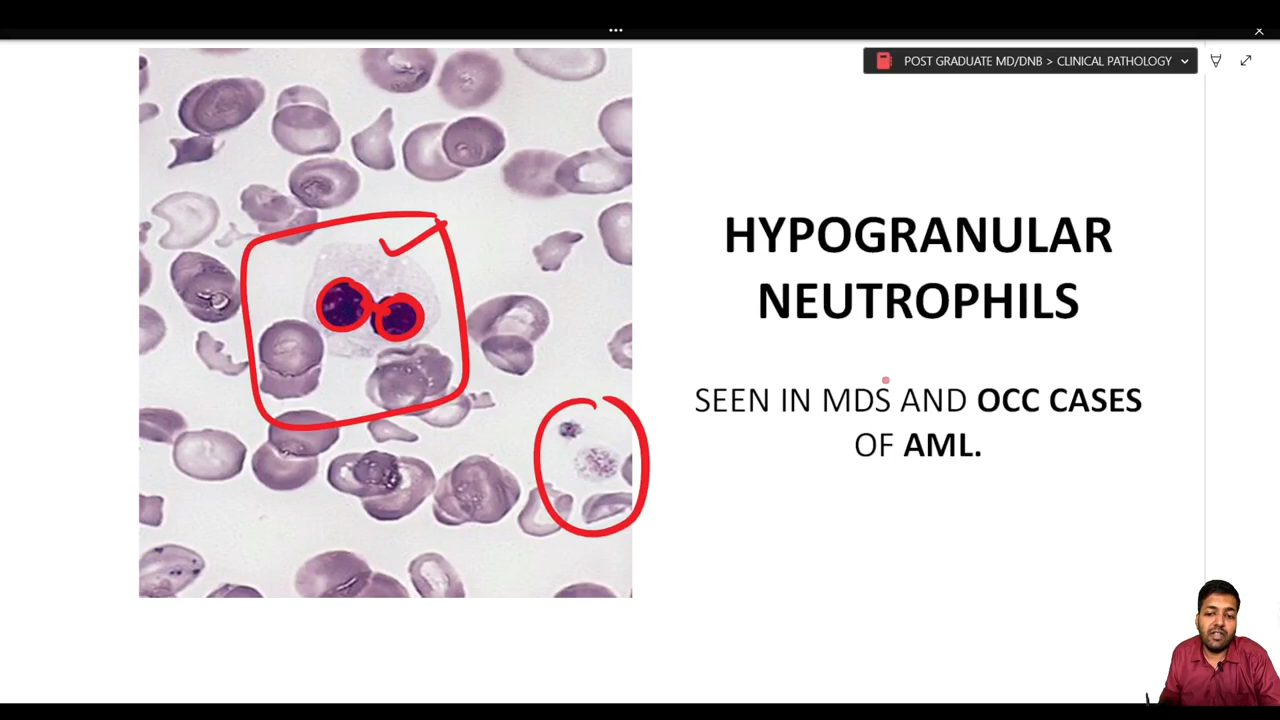 POST GRADUATE MD/DNB > CLINICAL PATHOLOGY
HYPOGRANULAR
NEUTROPHILS
SEEN IN MDS AND OCC CASES
OF AML.